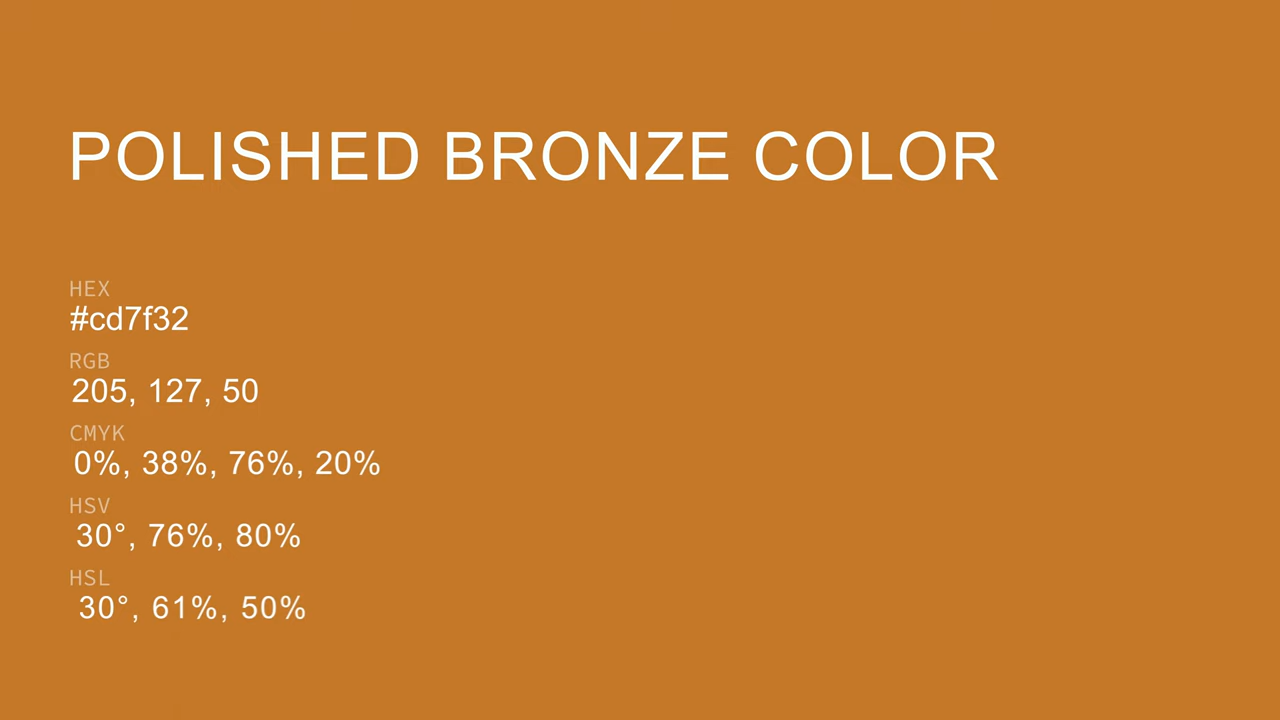 POLISHED BRONZE COLOR
HEX
#cd7f32
RGB
205, 127, 50
CMYK
0%, 38%, 76%, 20%
HSV
30°, 76%, 80%
HSL
30°, 61%, 50%